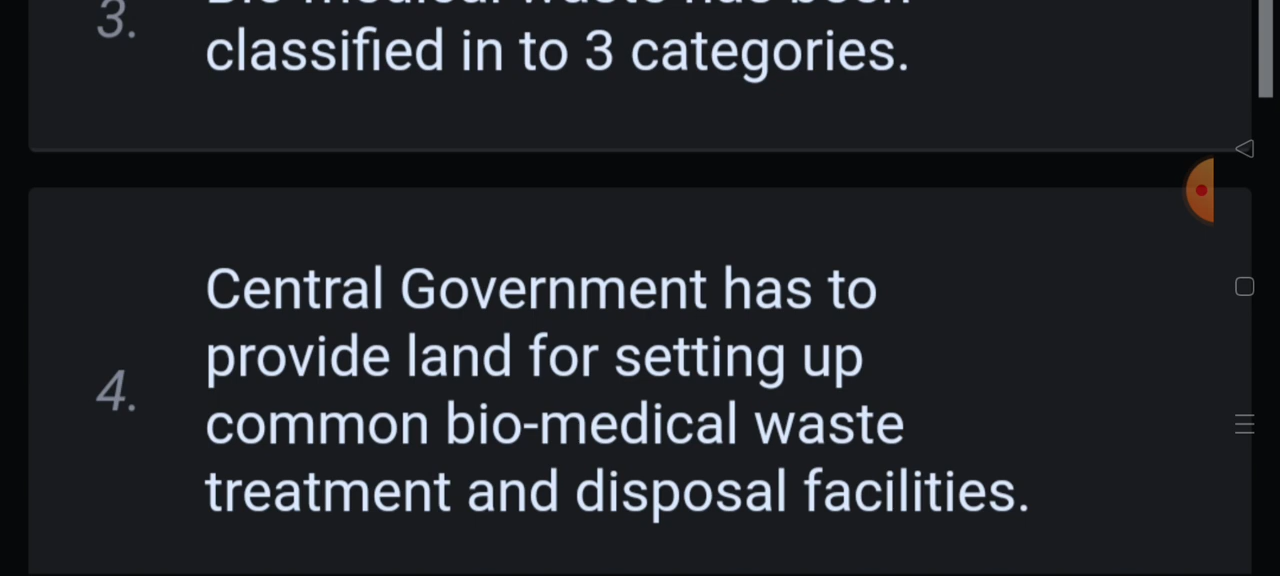 3.
classified in to 3 categories.
Central Government has to
provide land for setting up
4.
common bio-medical waste
treatment and disposal facilities.